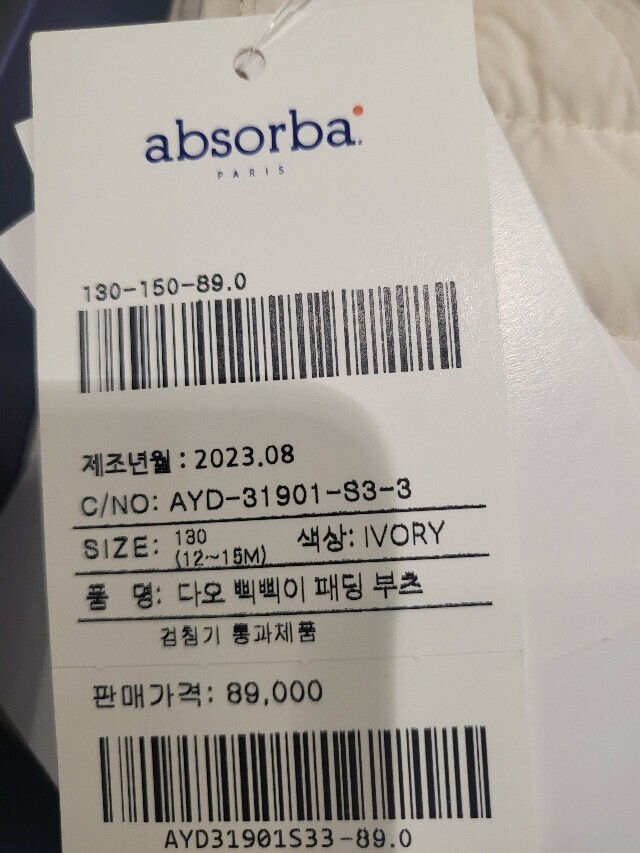 absorba.
PARIS
130-150-89.0
제조년월 : 2023.08
C/NO: AYD-31901-S3-3
SIZE: 130 (12~15M) 색상: IVORY
품 명: 다오 삑삑이 패딩 부츠
검침기 통과제품
판매가격: 89,000
AYD31901S33-89.0